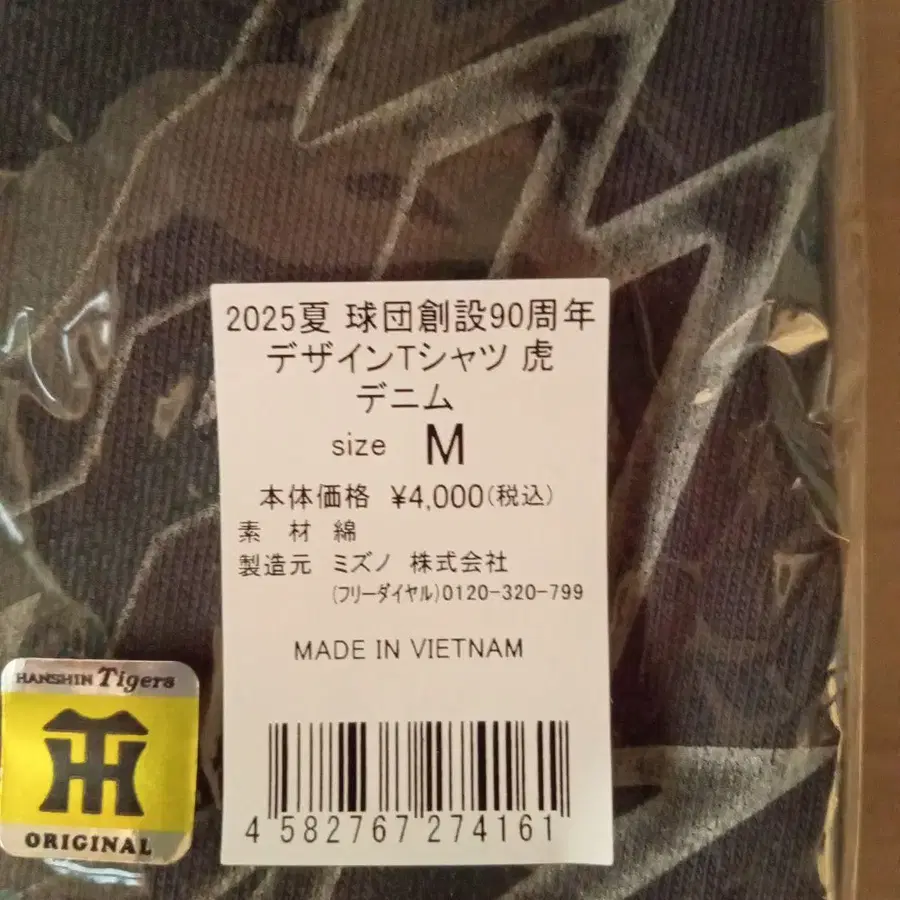 2025夏 球団創設90周年
デザインTシャツ 虎
デニム
size M
本体価格 ¥4,000(税込)
素 材 綿
製造元 ミズノ 株式会社
(フリーダイヤル)0120-320-799
MADE IN VIETNAM
4 582767 274161
HANSHIN Tigers
TH
ORIGINAL